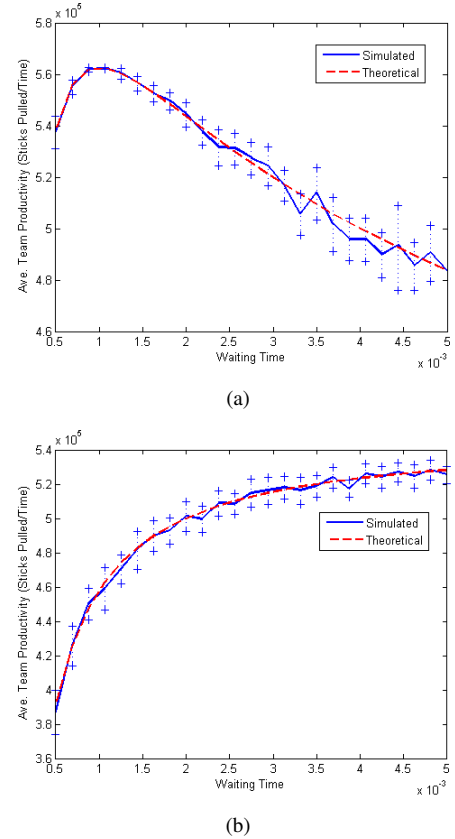 x 10⁵
5.8
5.6
5.4
5.2
5
4.8
4.6
Ave. Team Productivity (Sticks Pulled/Time)
Simulated
Theoretical
0.5 1 1.5 2 2.5 3 3.5 4 4.5 5
Waiting Time
x 10⁻³
(a)
x 10⁵
5.4
5.2
5
4.8
4.6
4.4
4.2
4
3.8
3.6
Ave. Team Productivity (Sticks Pulled/Time)
Simulated
Theoretical
0.5 1 1.5 2 2.5 3 3.5 4 4.5 5
Waiting Time
x 10⁻³
(b)